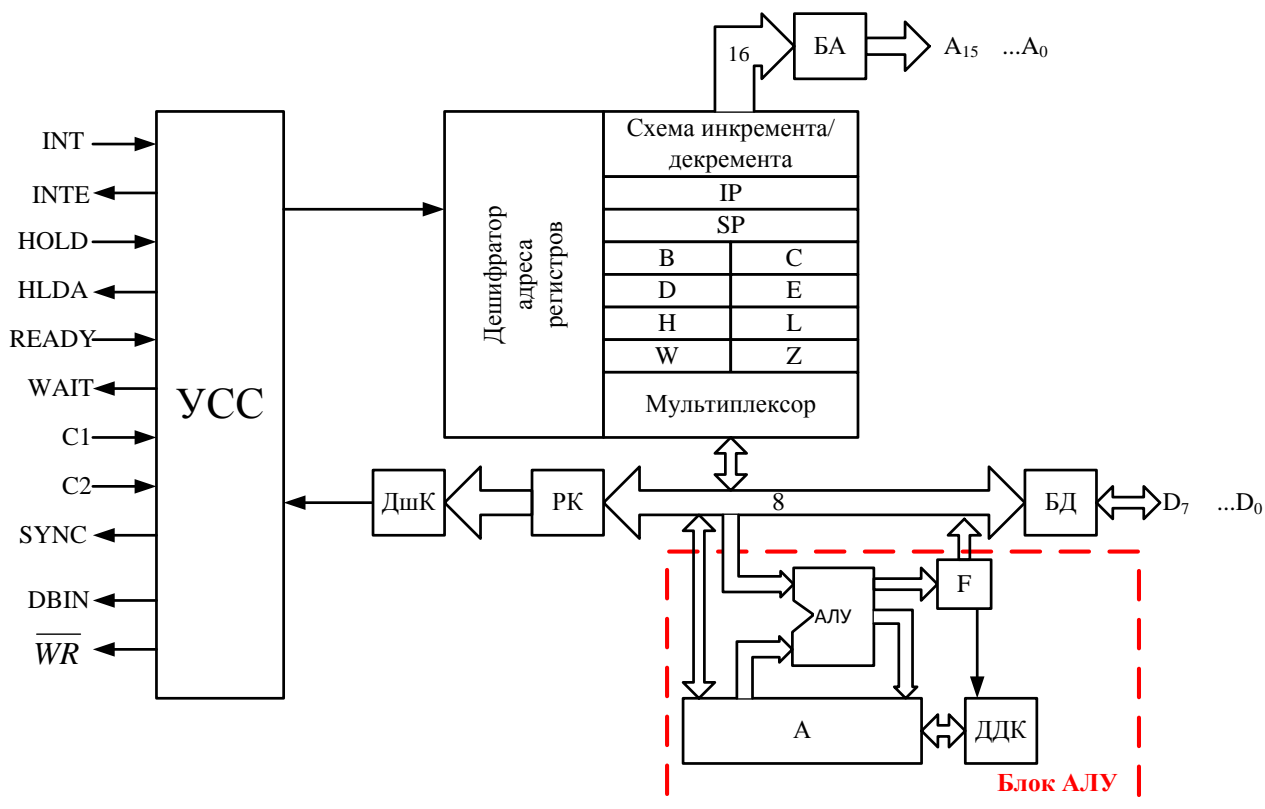 16
БА
A15 ...A0
INT
INTE
HOLD
HLDA
READY
WAIT
C1
C2
SYNC
DBIN
WR
УСС
Дешифратор
адреса
регистров
Схема инкремента/
декремента
IP
SP
B
C
D
E
H
L
W
Z
Мультиплексор
ДшК
РК
8
БД
D7 ...D0
АЛУ
F
A
ДДК
Блок АЛУ